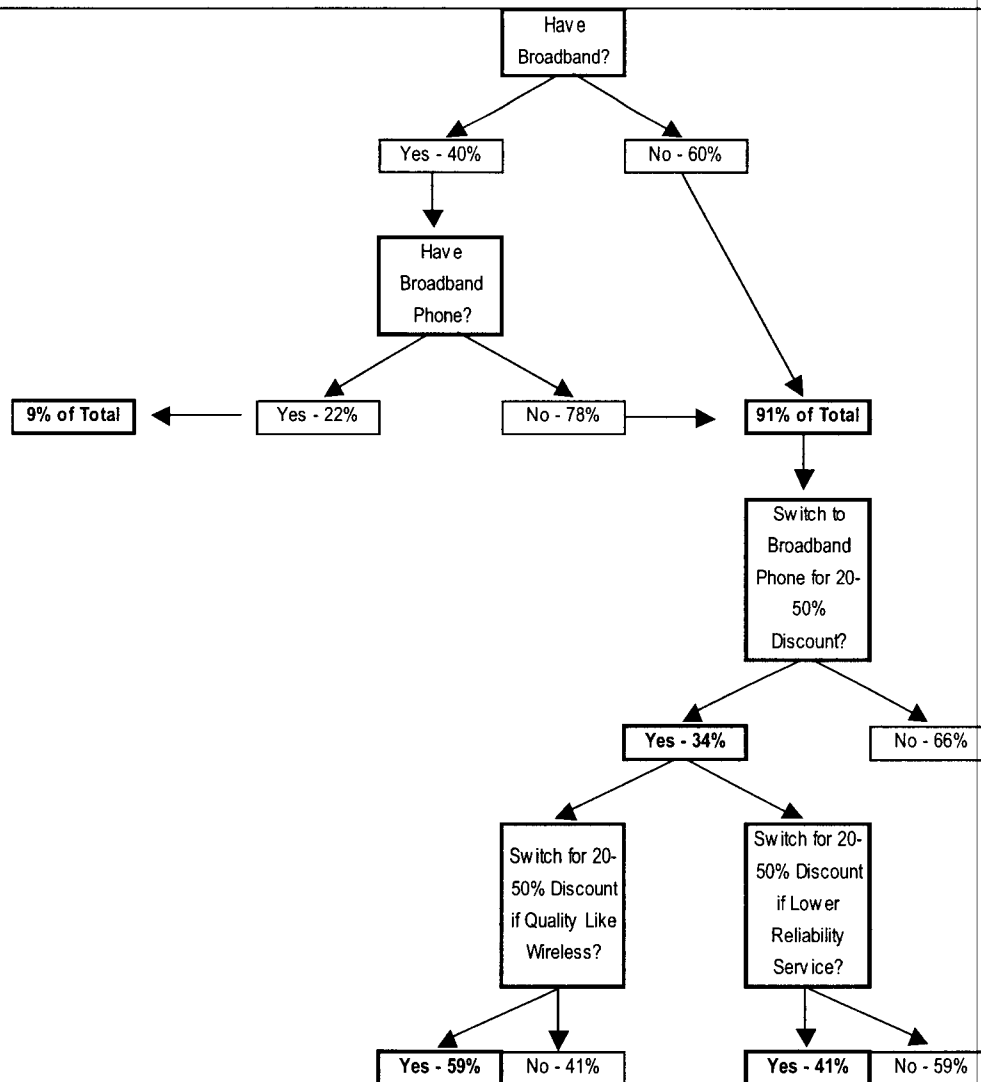 Have
Broadband?
Yes - 40%
No - 60%
Have
Broadband
Phone?
9% of Total
Yes - 22%
No - 78%
91% of Total
Switch to
Broadband
Phone for 20-
50%
Discount?
Yes - 34%
No - 66%
Switch for 20-
50% Discount
if Quality Like
Wireless?
Switch for 20-
50% Discount
if Lower
Reliability
Service?
Yes - 59%
No - 41%
Yes - 41%
No - 59%